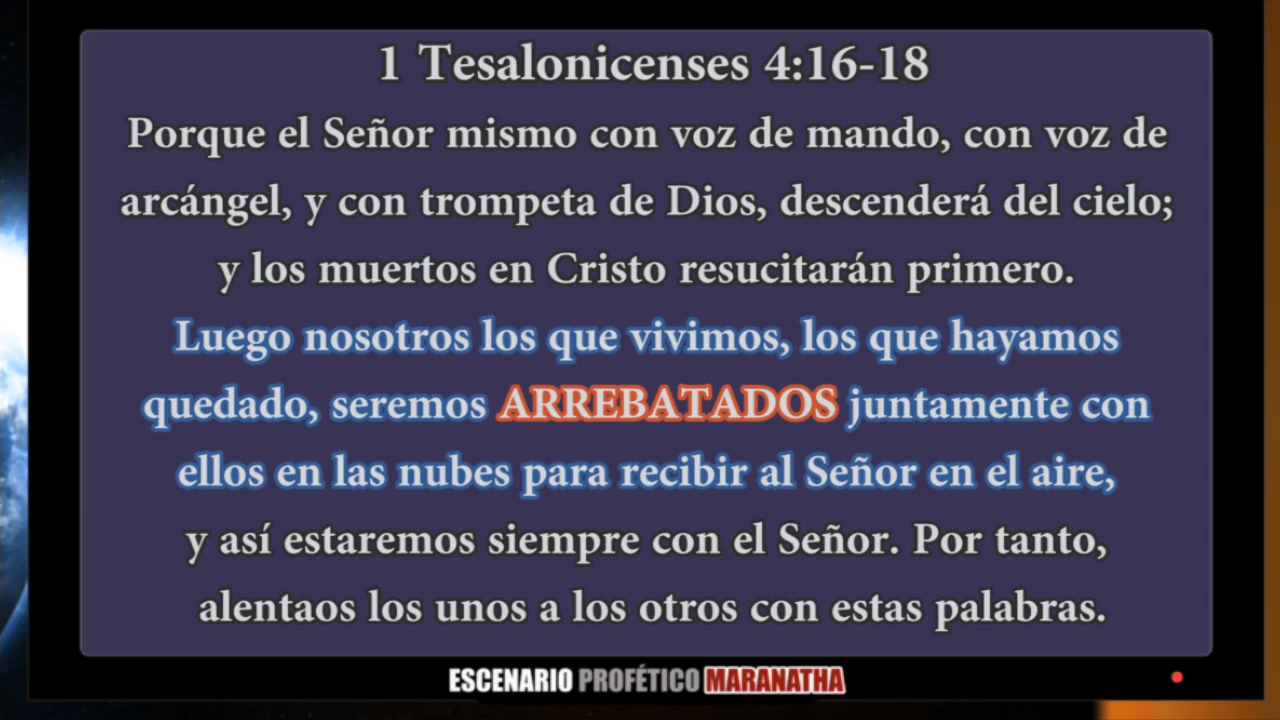 1 Tesalonicenses 4:16-18
Porque el Señor mismo con voz de mando, con voz de
arcángel, y con trompeta de Dios, descenderá del cielo;
y los muertos en Cristo resucitarán primero.
Luego nosotros los que vivimos, los que hayamos
quedado, seremos ARREBATADOS juntamente con
ellos en las nubes para recibir al Señor en el aire,
y así estaremos siempre con el Señor. Por tanto,
alentaos los unos a los otros con estas palabras.
ESCENARIO PROFÉTICO MARANATHA